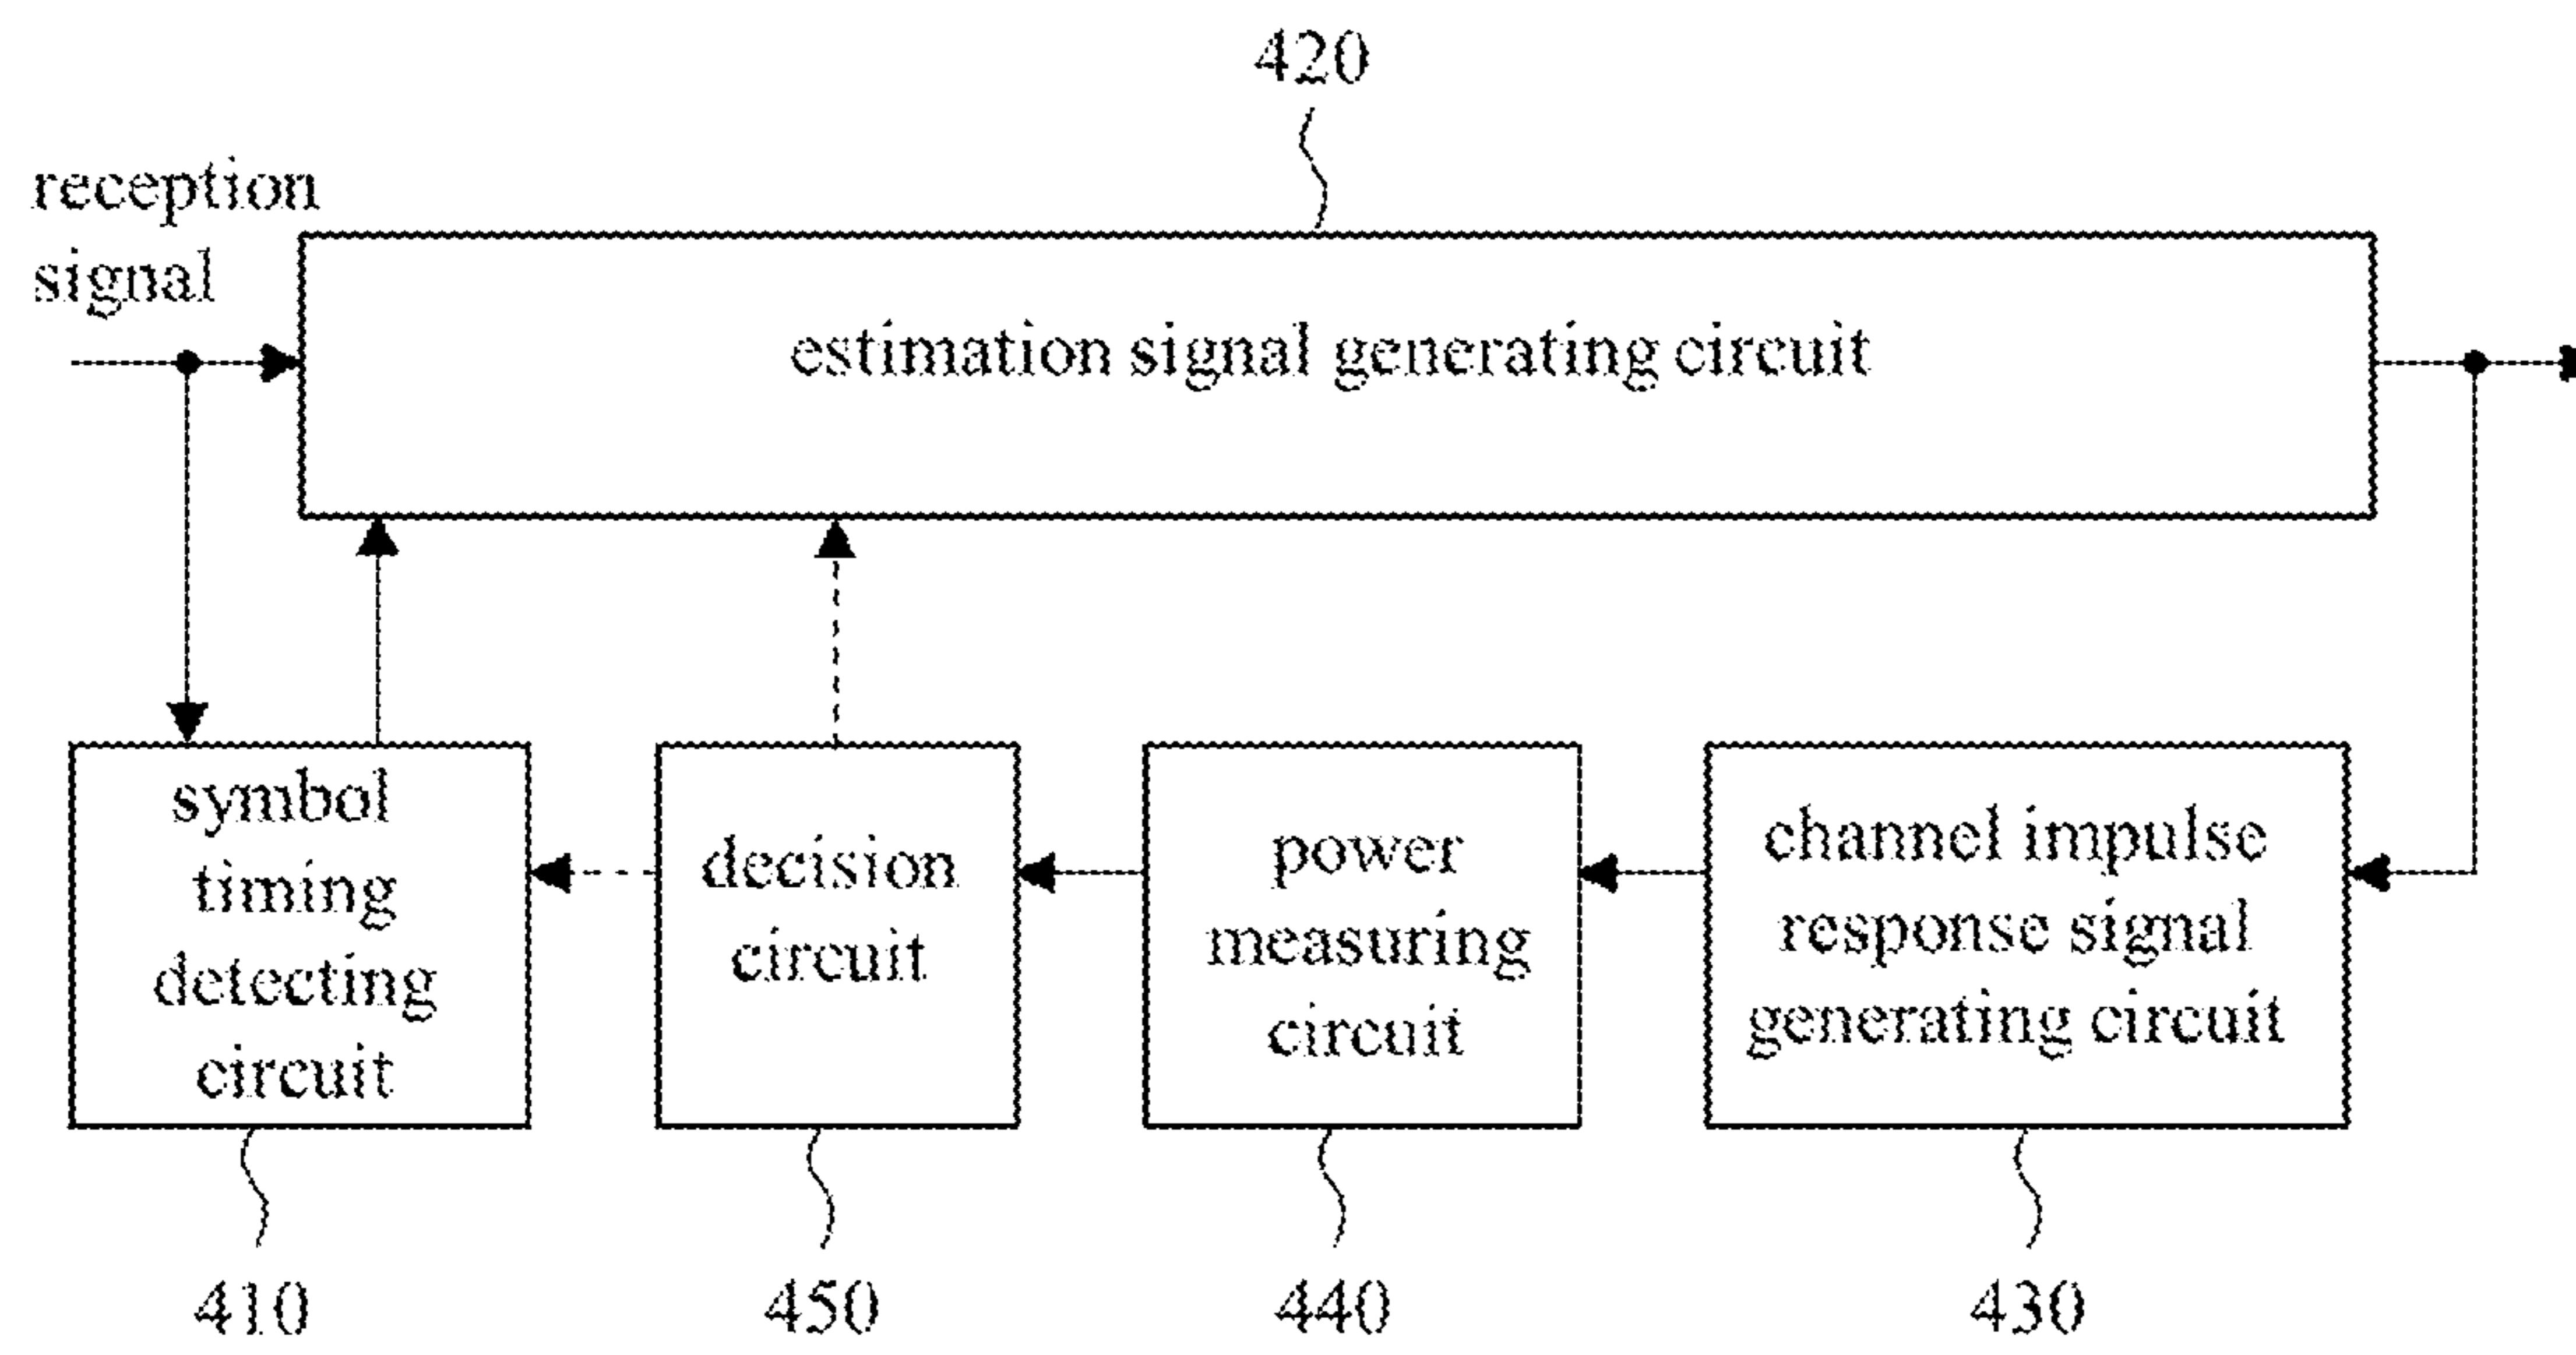 420
reception
signal
estimation signal generating circuit
symbol
timing
detecting
circuit
decision
circuit
power
measuring
circuit
channel impulse
response signal
generating circuit
410
450
440
430